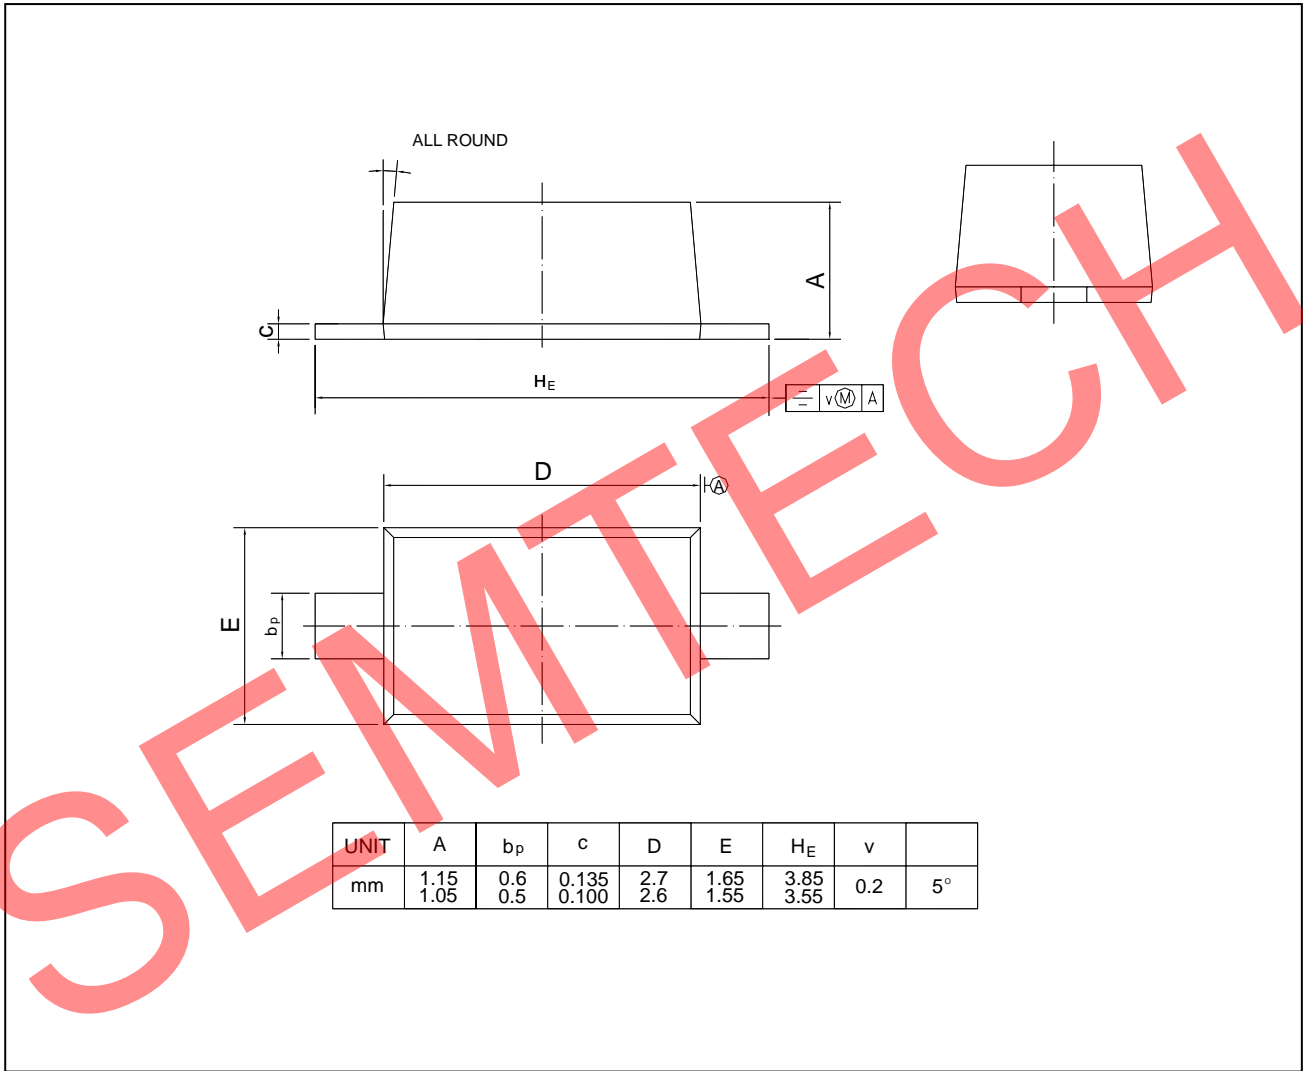 ALL ROUND
A
c
HE
v M A
D
A
E
bp
UNIT A bp c D E HE v
mm 1.15 0.6 0.135 2.7 1.65 3.85 0.2 5°
1.05 0.5 0.100 2.6 1.55 3.55
SEMTECH